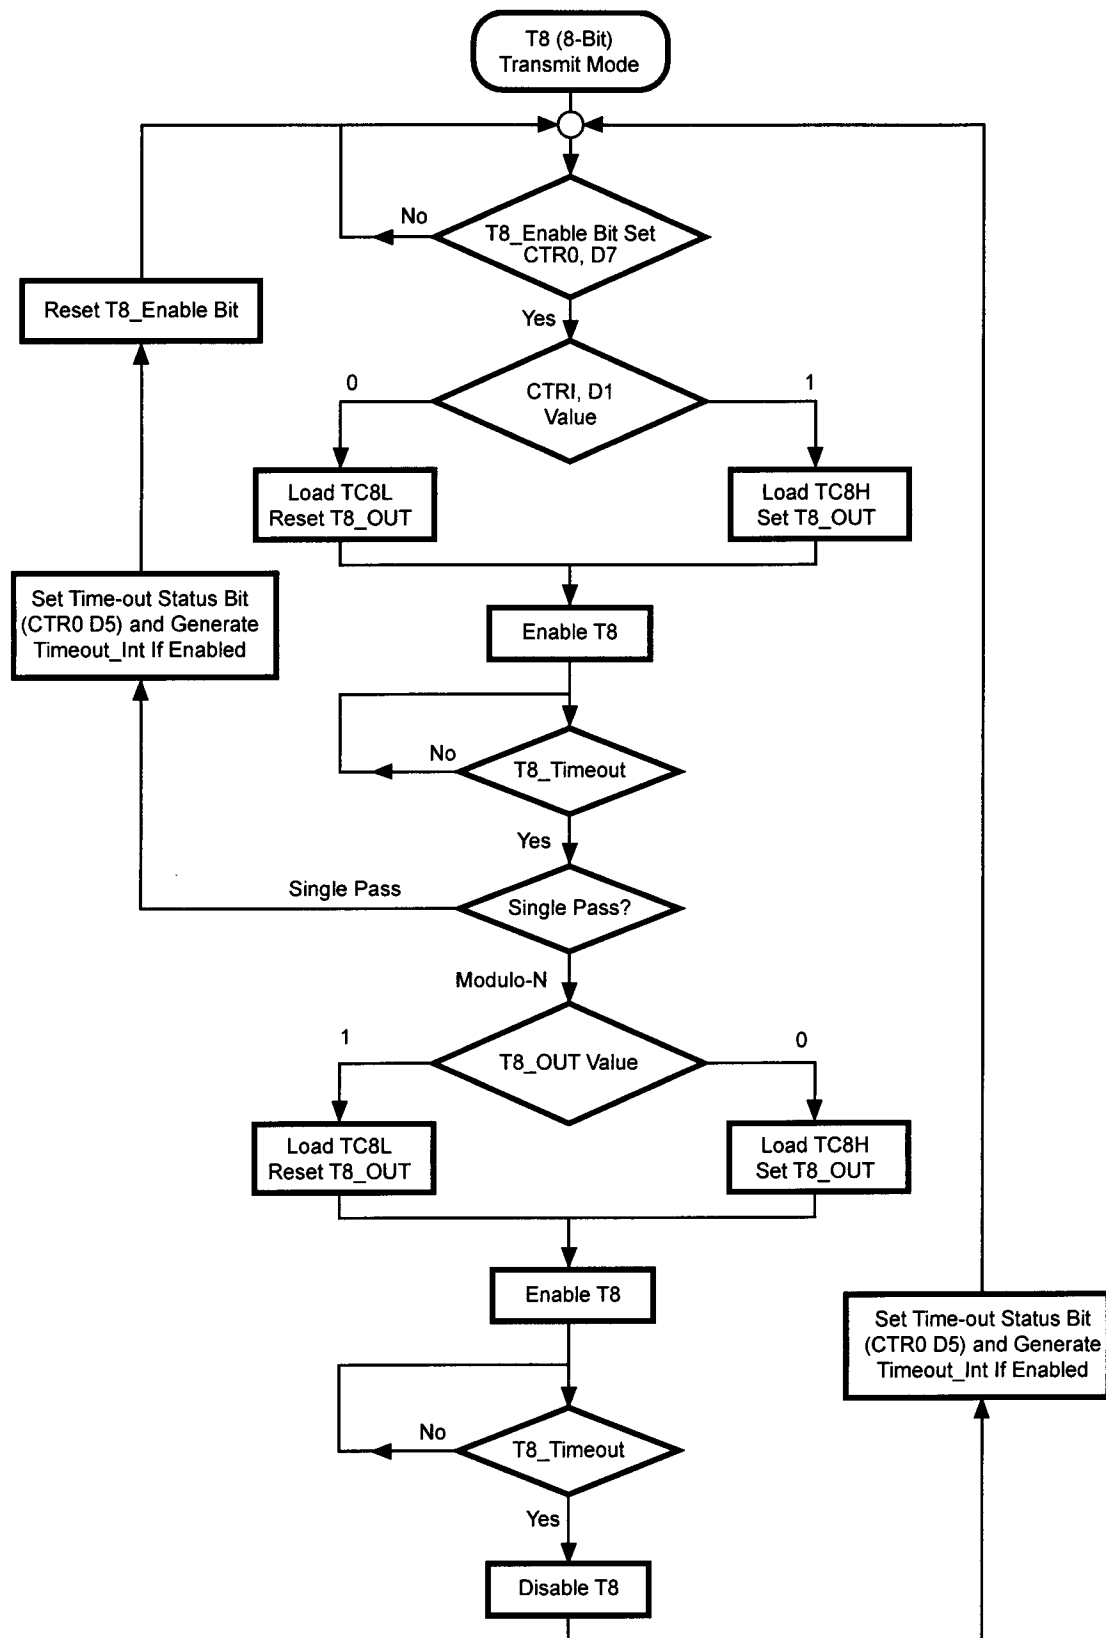 T8 (8-Bit)
Transmit Mode
No
T8_Enable Bit Set
CTR0, D7
Reset T8_Enable Bit
Yes
0
CTRI, D1
Value
1
Load TC8L
Reset T8_OUT
Load TC8H
Set T8_OUT
Set Time-out Status Bit
(CTR0 D5) and Generate
Timeout_Int If Enabled
Enable T8
No
T8_Timeout
Yes
Single Pass
Single Pass?
Modulo-N
1
T8_OUT Value
0
Load TC8L
Reset T8_OUT
Load TC8H
Set T8_OUT
Enable T8
Set Time-out Status Bit
(CTR0 D5) and Generate
Timeout_Int If Enabled
No
T8_Timeout
Yes
Disable T8